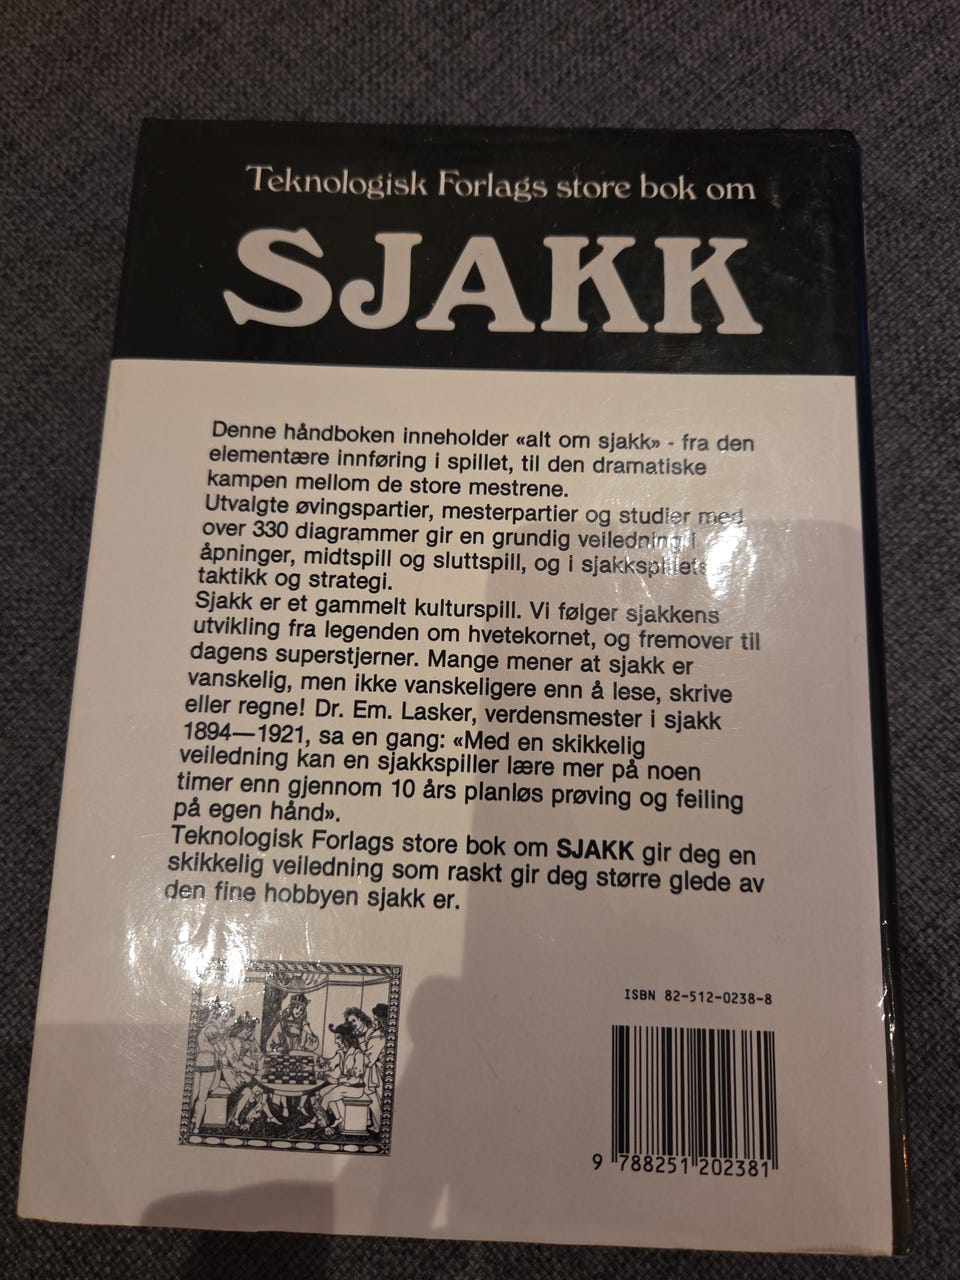 Teknologisk Forlags store bok om
SJAKK
Denne håndboken inneholder «alt om sjakk» - fra den
elementære innføring i spillet, til den dramatiske
kampen mellom de store mestrene.
Utvalgte øvingspartier, mesterpartier og studier med
over 330 diagrammer gir en grundig veiledning i
åpninger, midtspill og sluttspill, og i sjakkspillets
taktikk og strategi.
Sjakk er et gammelt kulturspill. Vi følger sjakkens
utvikling fra legenden om hvetekornet, og fremover til
dagens superstjerner. Mange mener at sjakk er
vanskelig, men ikke vanskeligere enn å lese, skrive
eller regne! Dr. Em. Lasker, verdensmester i sjakk
1894—1921, sa en gang: «Med en skikkelig
veiledning kan en sjakkspiller lære mer på noen
timer enn gjennom 10 års planløs prøving og feiling
på egen hånd».
Teknologisk Forlags store bok om SJAKK gir deg en
skikkelig veiledning som raskt gir deg større glede av
den fine hobbyen sjakk er.
ISBN 82-512-0238-8
9 788251 202381